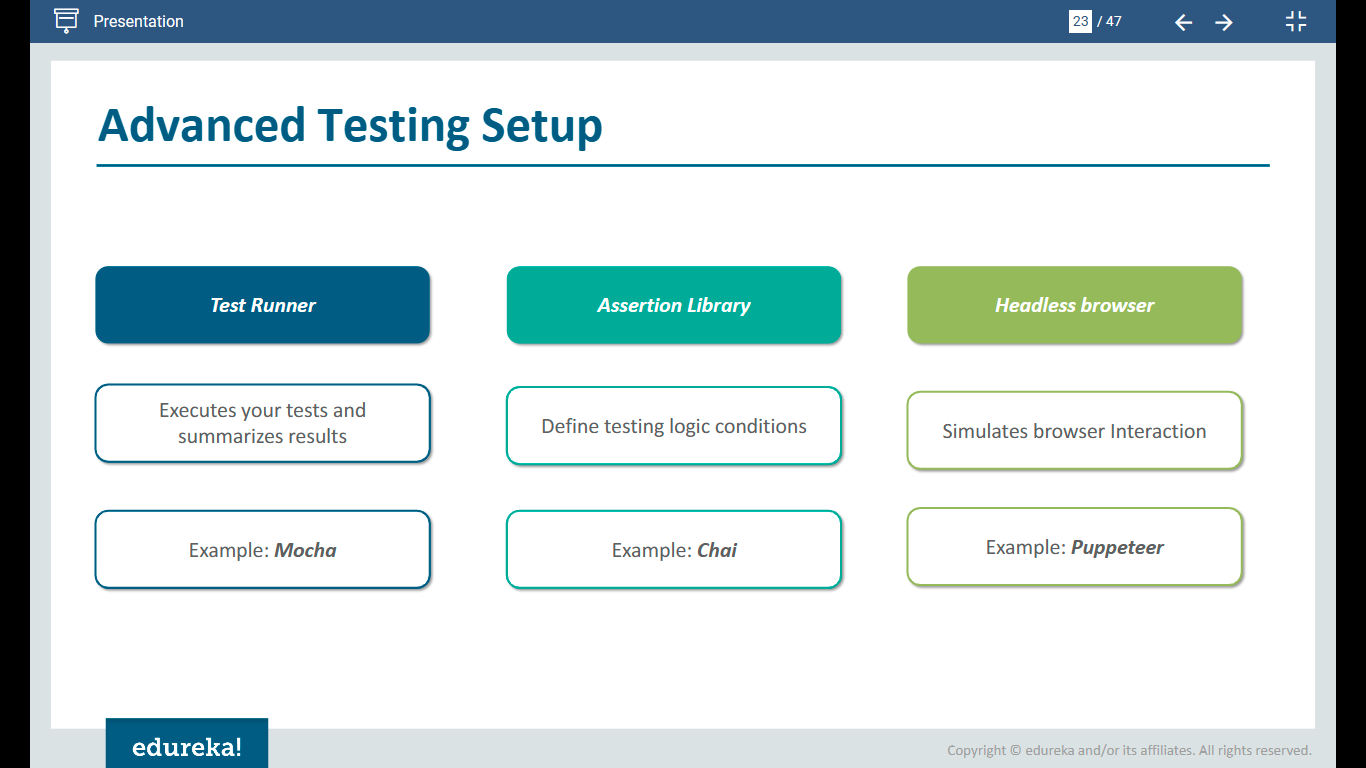 Presentation
23 / 47
Advanced Testing Setup
Test Runner
Assertion Library
Headless browser
Executes your tests and
summarizes results
Define testing logic conditions
Simulates browser Interaction
Example: Mocha
Example: Chai
Example: Puppeteer
edureka!
Copyright © edureka and/or its affiliates. All rights reserved.